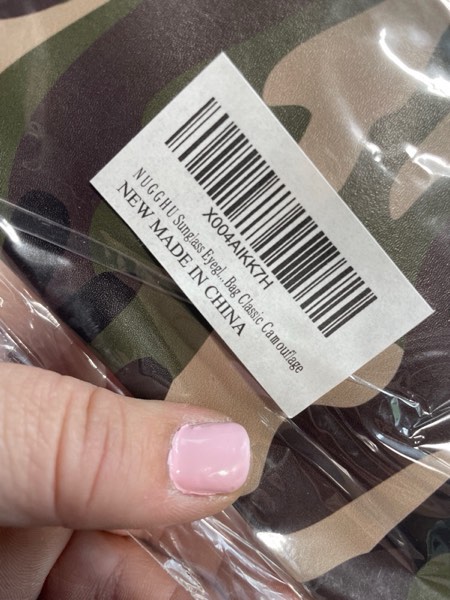 X004AIKK7H
NUGGHU Sunglass Eyegl...Bag Classic Camouflage
NEW MADE IN CHINA